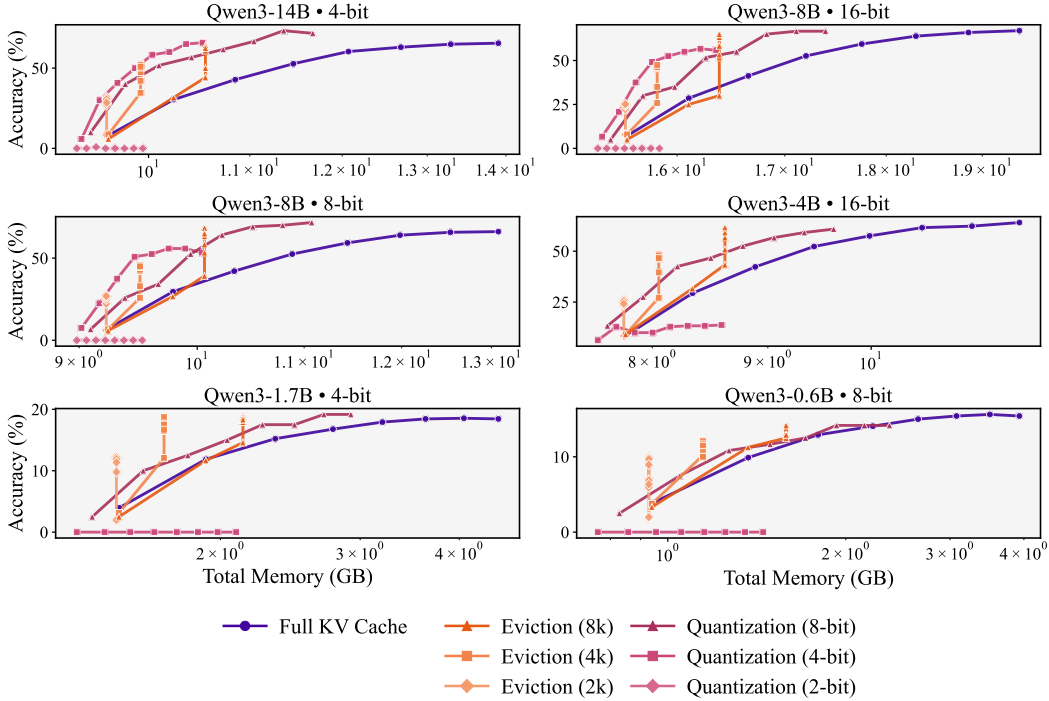 Qwen3-14B • 4-bit
Accuracy (%)
50
0
10¹
1.1 × 10¹
1.2 × 10¹
1.3 × 10¹
1.4 × 10¹
Qwen3-8B • 16-bit
50
25
0
1.6 × 10¹
1.7 × 10¹
1.8 × 10¹
1.9 × 10¹
Qwen3-8B • 8-bit
Accuracy (%)
50
0
9 × 10⁰
10¹
1.1 × 10¹
1.2 × 10¹
1.3 × 10¹
Qwen3-4B • 16-bit
50
25
8 × 10⁰
9 × 10⁰
10¹
Qwen3-1.7B • 4-bit
Accuracy (%)
20
10
0
2 × 10⁰
3 × 10⁰
4 × 10⁰
Total Memory (GB)
Qwen3-0.6B • 8-bit
10
0
10⁰
2 × 10⁰
3 × 10⁰
4 × 10⁰
Total Memory (GB)
Full KV Cache
Eviction (8k)
Eviction (4k)
Eviction (2k)
Quantization (8-bit)
Quantization (4-bit)
Quantization (2-bit)